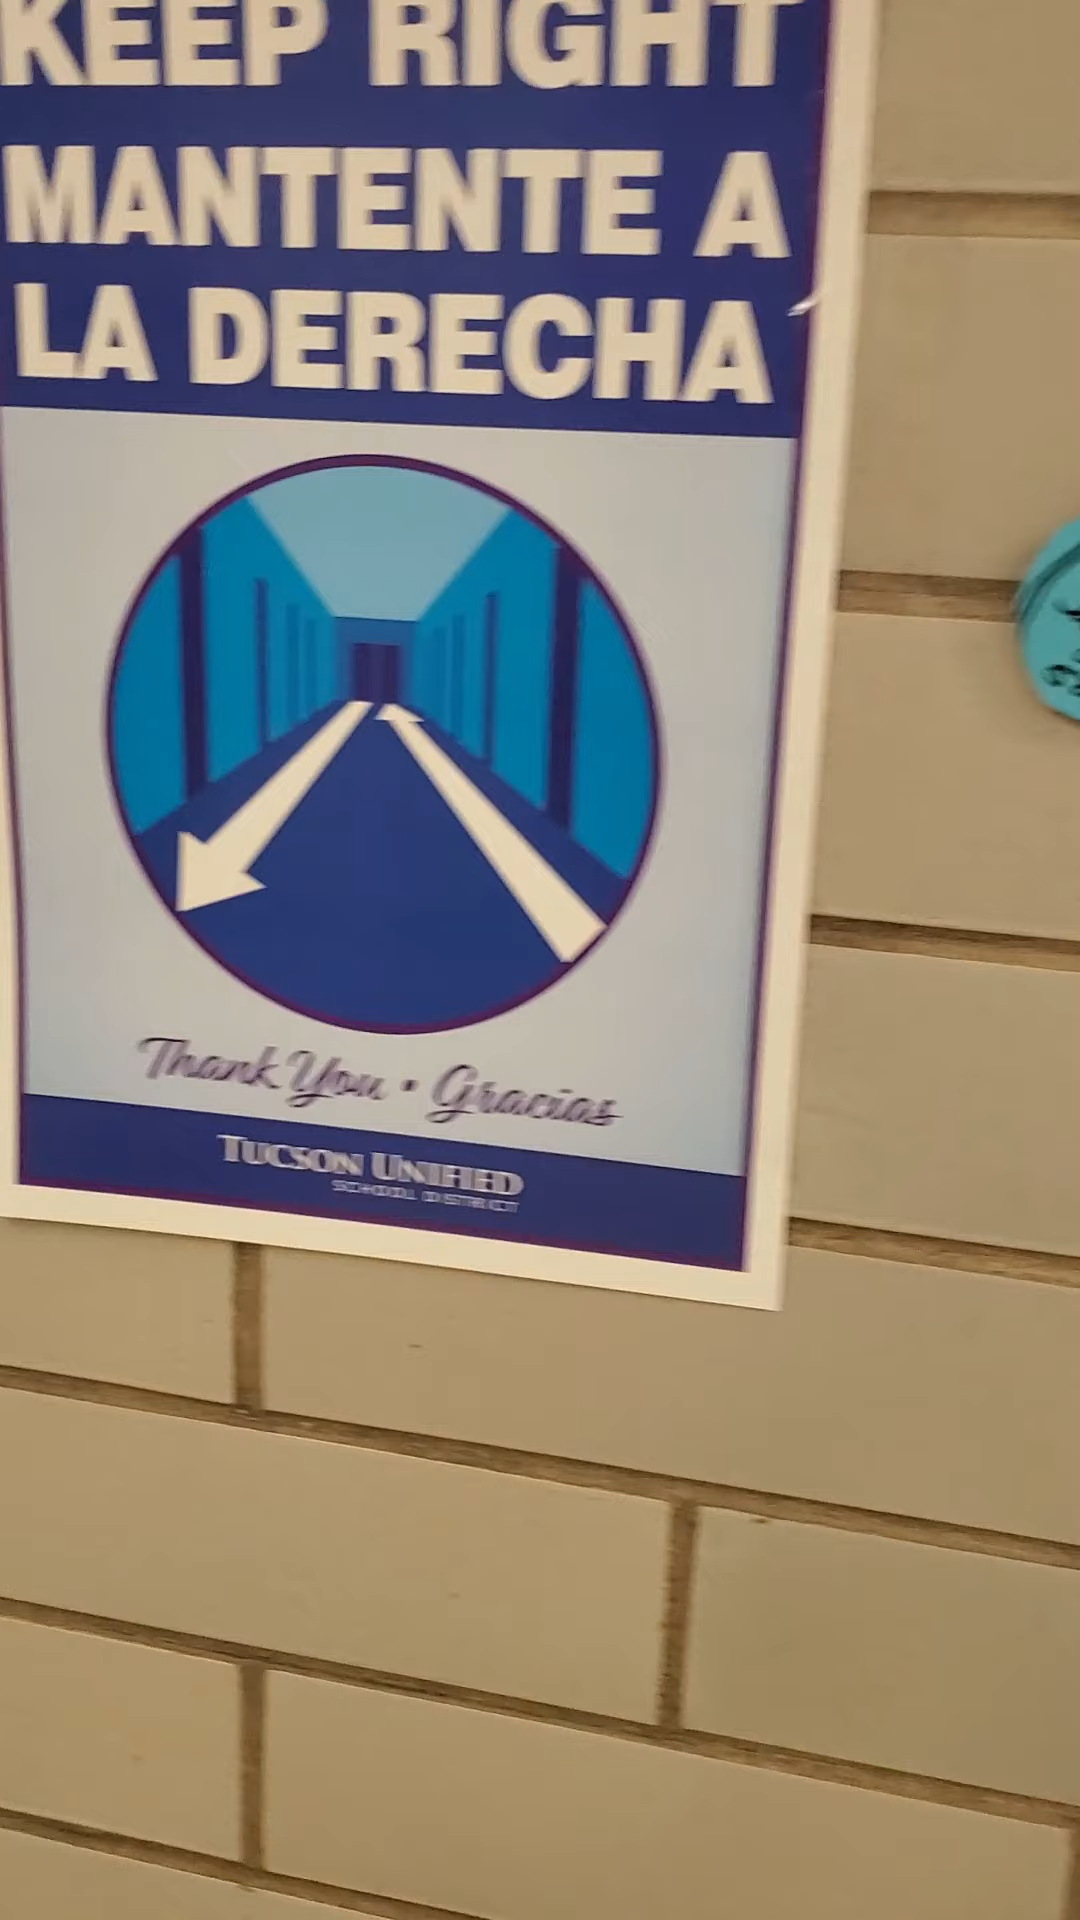 KEEP RIGHT
MANTENTE A
LA DERECHA
Thank You • Gracias
TUCSON UNIFIED
SCHOOL DISTRICT